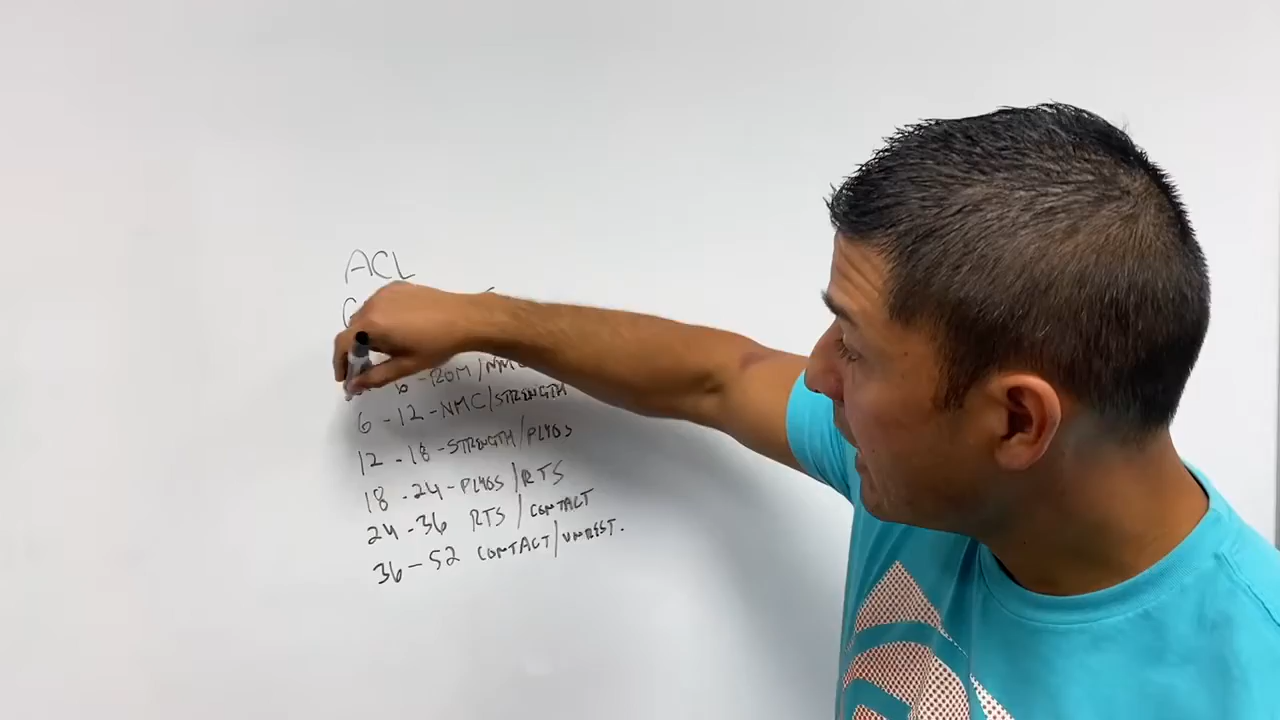 ACL
6 - ROM/NMC
6 - 12 - NMC/STRENGTH
12 - 18 - STRENGTH/PLYOS
18 - 24 - PLYOS/RTS
24 - 36 RTS/CONTACT
36 - 52 CONTACT/UNREST.